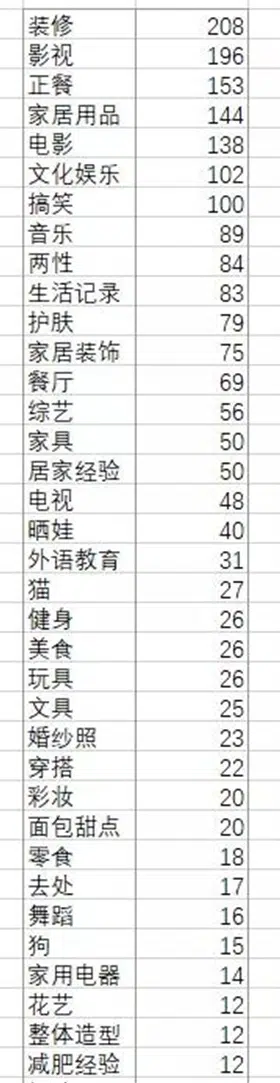 装修 208
影视 196
正餐 153
家居用品 144
电影 138
文化娱乐 102
搞笑 100
音乐 89
两性 84
生活记录 83
护肤 79
家居装饰 75
餐厅 69
综艺 56
家具 50
居家经验 50
电视 48
晒娃 40
外语教育 31
猫 27
健身 26
美食 26
玩具 26
文具 25
婚纱照 23
穿搭 22
彩妆 20
面包甜点 20
零食 18
去处 17
舞蹈 16
狗 15
家用电器 14
花艺 12
整体造型 12
减肥经验 12